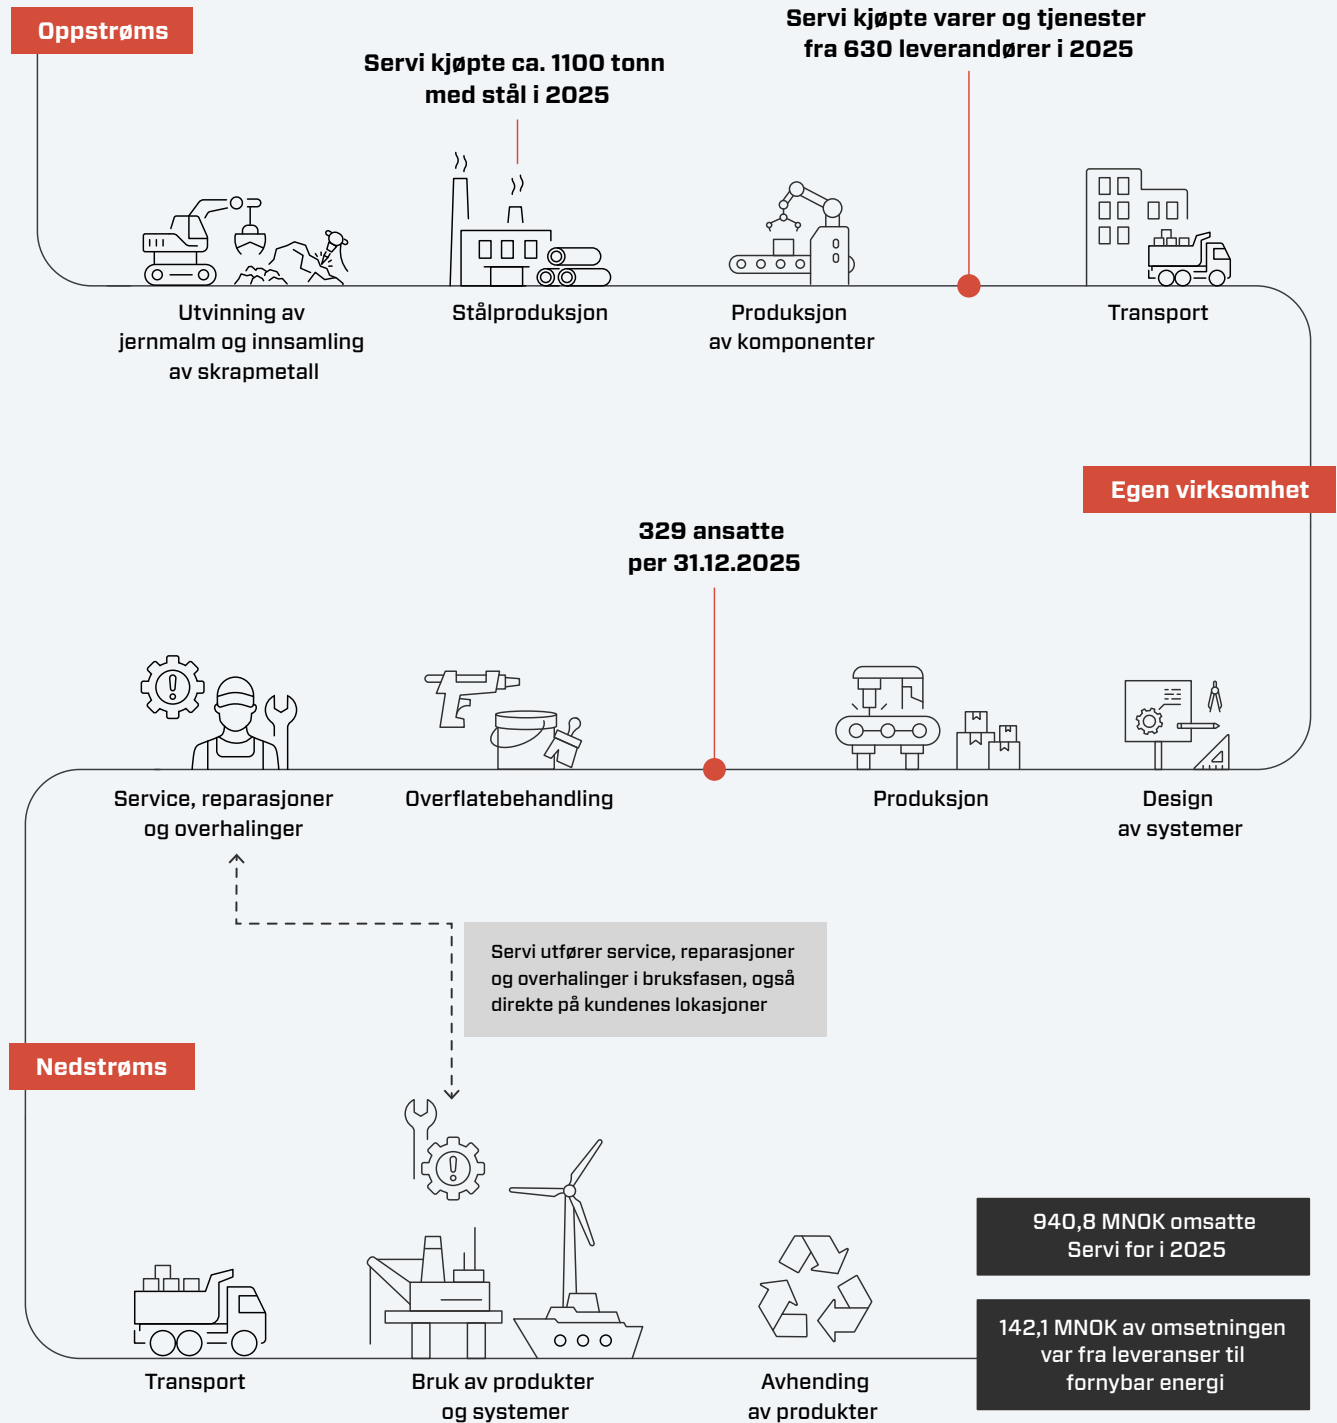 Oppstrøms
Servi kjøpte ca. 1100 tonn
med stål i 2025
Servi kjøpte varer og tjenester
fra 630 leverandører i 2025
Utvinning av
jernmalm og innsamling
av skrapmetall
Stålproduksjon
Produksjon
av komponenter
Transport
Egen virksomhet
329 ansatte
per 31.12.2025
Service, reparasjoner
og overhalinger
Overflatebehandling
Produksjon
Design
av systemer
Servi utfører service, reparasjoner
og overhalinger i bruksfasen, også
direkte på kundenes lokasjoner
Nedstrøms
Transport
Bruk av produkter
og systemer
Avhending
av produkter
940,8 MNOK omsatte
Servi for i 2025
142,1 MNOK av omsetningen
var fra leveranser til
fornybar energi